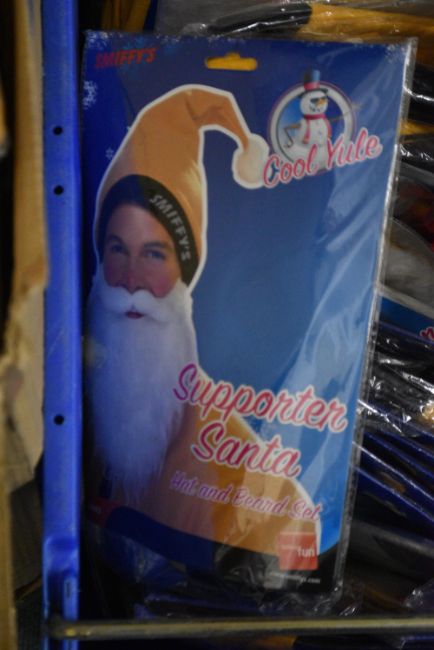 SMIFFY'S
Cool Yule
SMIFFY'S
Supporter
Santa
Hat and Beard Set
fun